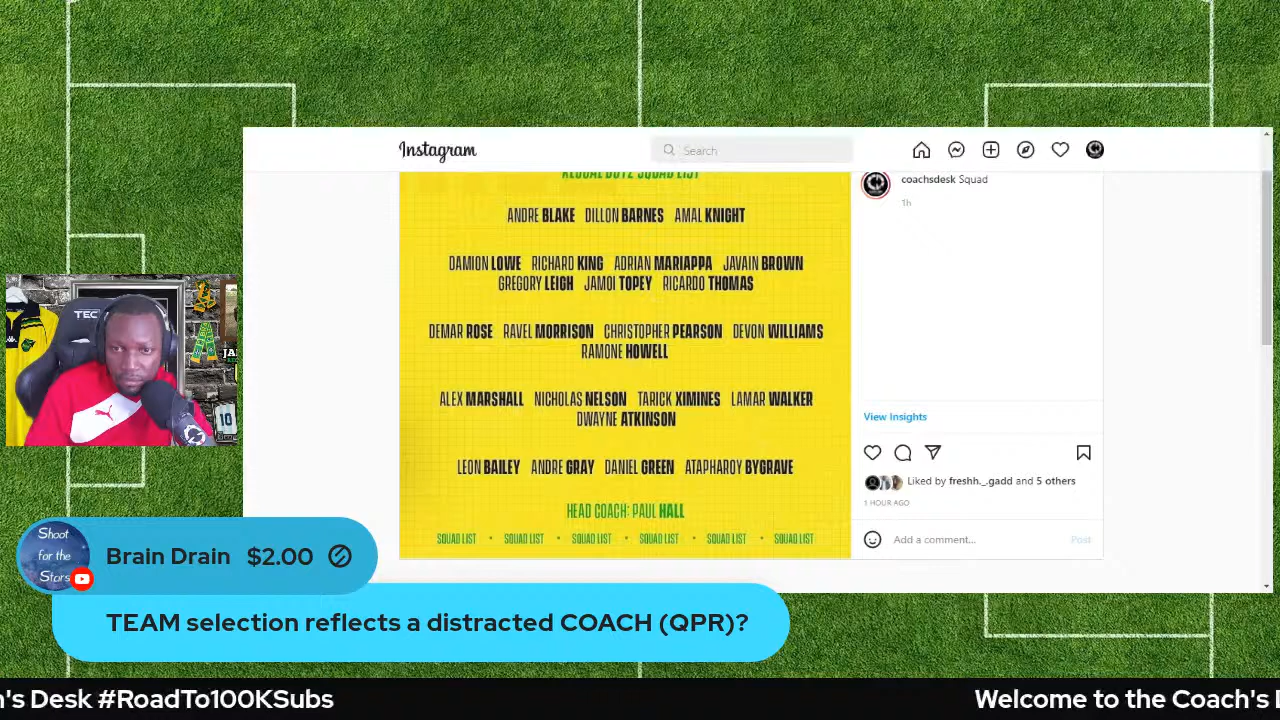 Instagram
Search
REGGAE BOYZ SQUAD LIST
ANDRE BLAKE DILLON BARNES AMAL KNIGHT
DAMION LOWE RICHARD KING ADRIAN MARIAPPA JAVAIN BROWN
GREGORY LEIGH JAMOI TOPEY RICARDO THOMAS
DEMAR ROSE RAVEL MORRISON CHRISTOPHER PEARSON DEVON WILLIAMS
RAMONE HOWELL
ALEX MARSHALL NICHOLAS NELSON TARICK XIMINES LAMAR WALKER
DWAYNE ATKINSON
LEON BAILEY ANDRE GRAY DANIEL GREEN ATAPHAROY BYGRAVE
HEAD COACH: PAUL HALL
SQUAD LIST • SQUAD LIST • SQUAD LIST • SQUAD LIST • SQUAD LIST • SQUAD LIST
coachsdesk Squad
1h
View Insights
Liked by freshh._.gadd and 5 others
1 HOUR AGO
Add a comment...
Post
TEC
10
Shoot
for the
Stars
Brain Drain $2.00
TEAM selection reflects a distracted COACH (QPR)?
's Desk #RoadTo100KSubs
Welcome to the Coach's